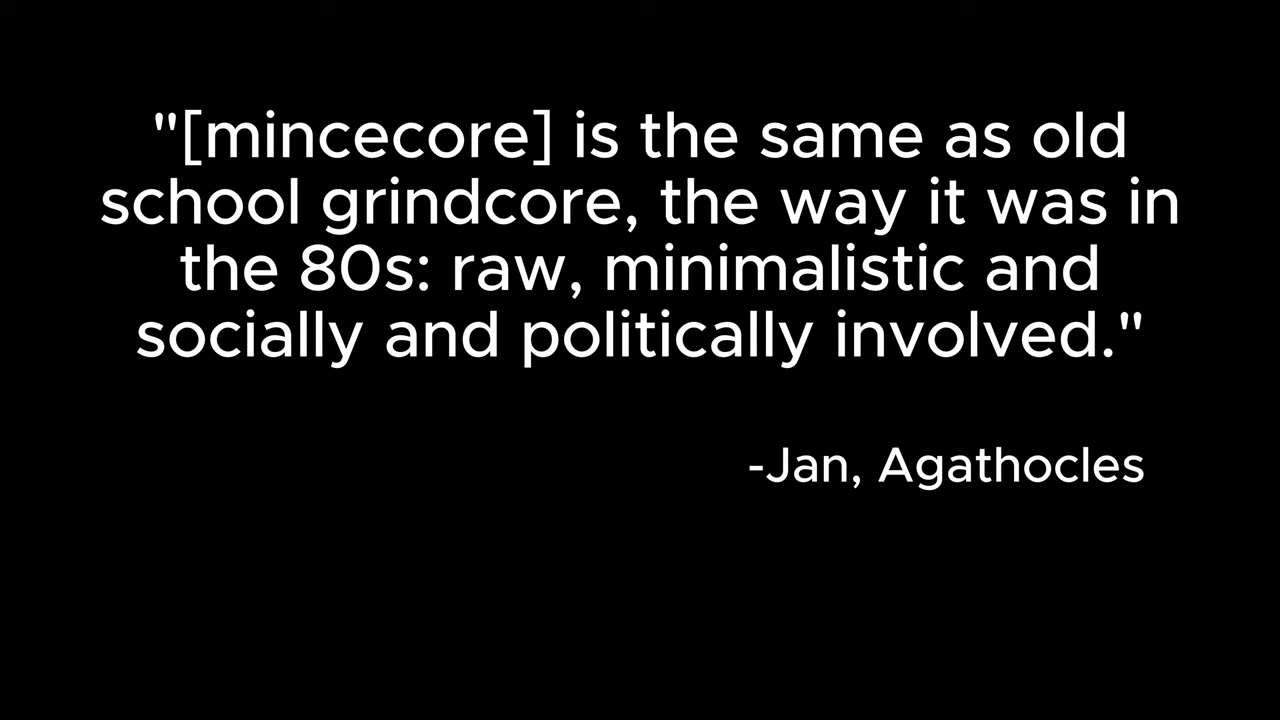 "[mincecore] is the same as old
school grindcore, the way it was in
the 80s: raw, minimalistic and
socially and politically involved."
-Jan, Agathocles